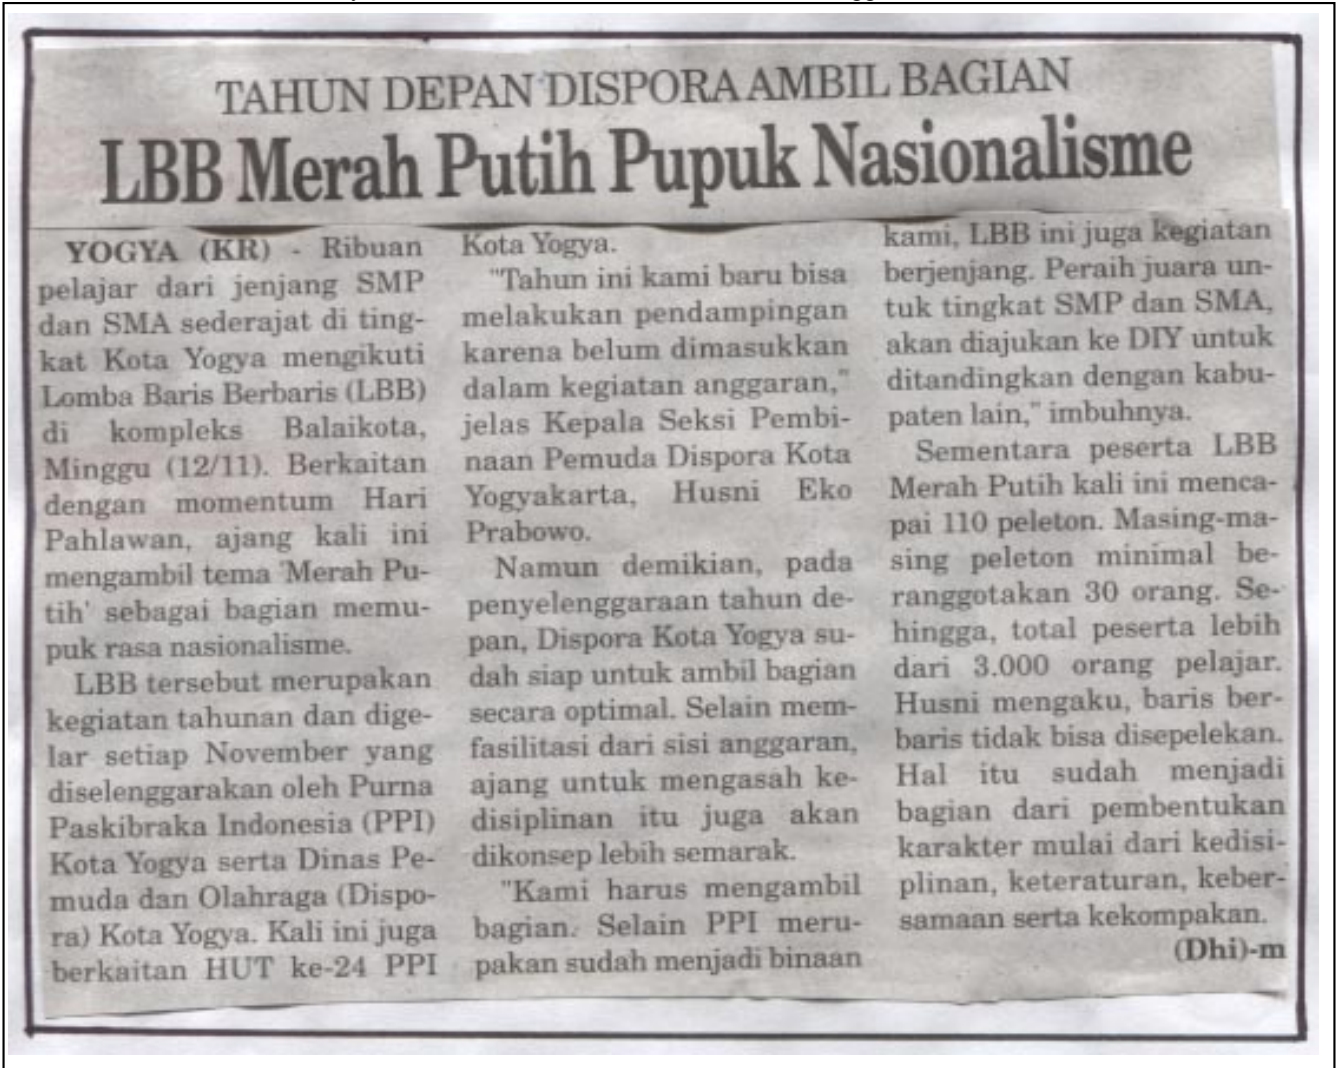 TAHUN DEPAN DISPORA AMBIL BAGIAN
LBB Merah Putih Pupuk Nasionalisme
YOGYA (KR) - Ribuan
pelajar dari jenjang SMP
dan SMA sederajat di ting-
kat Kota Yogya mengikuti
Lomba Baris Berbaris (LBB)
di kompleks Balaikota,
Minggu (12/11). Berkaitan
dengan momentum Hari
Pahlawan, ajang kali ini
mengambil tema 'Merah Pu-
tih' sebagai bagian memu-
puk rasa nasionalisme.
LBB tersebut merupakan
kegiatan tahunan dan dige-
lar setiap November yang
diselenggarakan oleh Purna
Paskibraka Indonesia (PPI)
Kota Yogya serta Dinas Pe-
muda dan Olahraga (Dispo-
ra) Kota Yogya. Kali ini juga
berkaitan HUT ke-24 PPI
Kota Yogya.
"Tahun ini kami baru bisa
melakukan pendampingan
karena belum dimasukkan
dalam kegiatan anggaran,"
jelas Kepala Seksi Pembi-
naan Pemuda Dispora Kota
Yogyakarta, Husni Eko
Prabowo.
Namun demikian, pada
penyelenggaraan tahun de-
pan, Dispora Kota Yogya su-
dah siap untuk ambil bagian
secara optimal. Selain mem-
fasilitasi dari sisi anggaran,
ajang untuk mengasah ke-
disiplinan itu juga akan
dikonsep lebih semarak.
"Kami harus mengambil
bagian. Selain PPI meru-
pakan sudah menjadi binaan
kami, LBB ini juga kegiatan
berjenjang. Peraih juara un-
tuk tingkat SMP dan SMA,
akan diajukan ke DIY untuk
ditandingkan dengan kabu-
paten lain," imbuhnya.
Sementara peserta LBB
Merah Putih kali ini menca-
pai 110 peleton. Masing-ma-
sing peleton minimal be-
ranggotakan 30 orang. Se-
hingga, total peserta lebih
dari 3.000 orang pelajar.
Husni mengaku, baris ber-
baris tidak bisa disepelekan.
Hal itu sudah menjadi
bagian dari pembentukan
karakter mulai dari kedisi-
plinan, keteraturan, keber-
samaan serta kekompakan.
(Dhi)-m